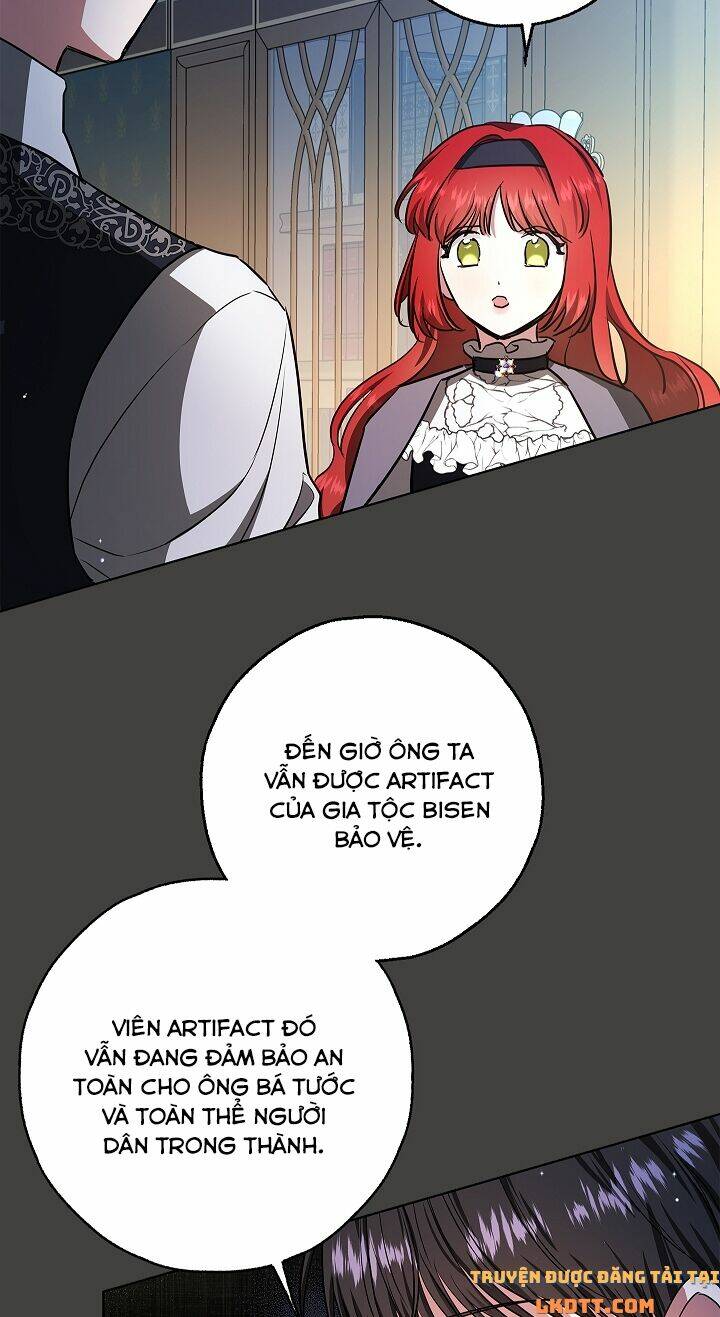 ĐẾN GIỜ ÔNG TA
VẪN ĐƯỢC ARTIFACT
CỦA GIA TỘC BISEN
BẢO VỆ.
VIÊN ARTIFACT ĐÓ
VẪN ĐANG ĐẢM BẢO AN
TOÀN CHO ÔNG BÁ TƯỚC
VÀ TOÀN THỂ NGƯỜI
DÂN TRONG THÀNH.
TRUYỆN ĐƯỢC ĐĂNG TẢI TẠI
LKDTT.COM